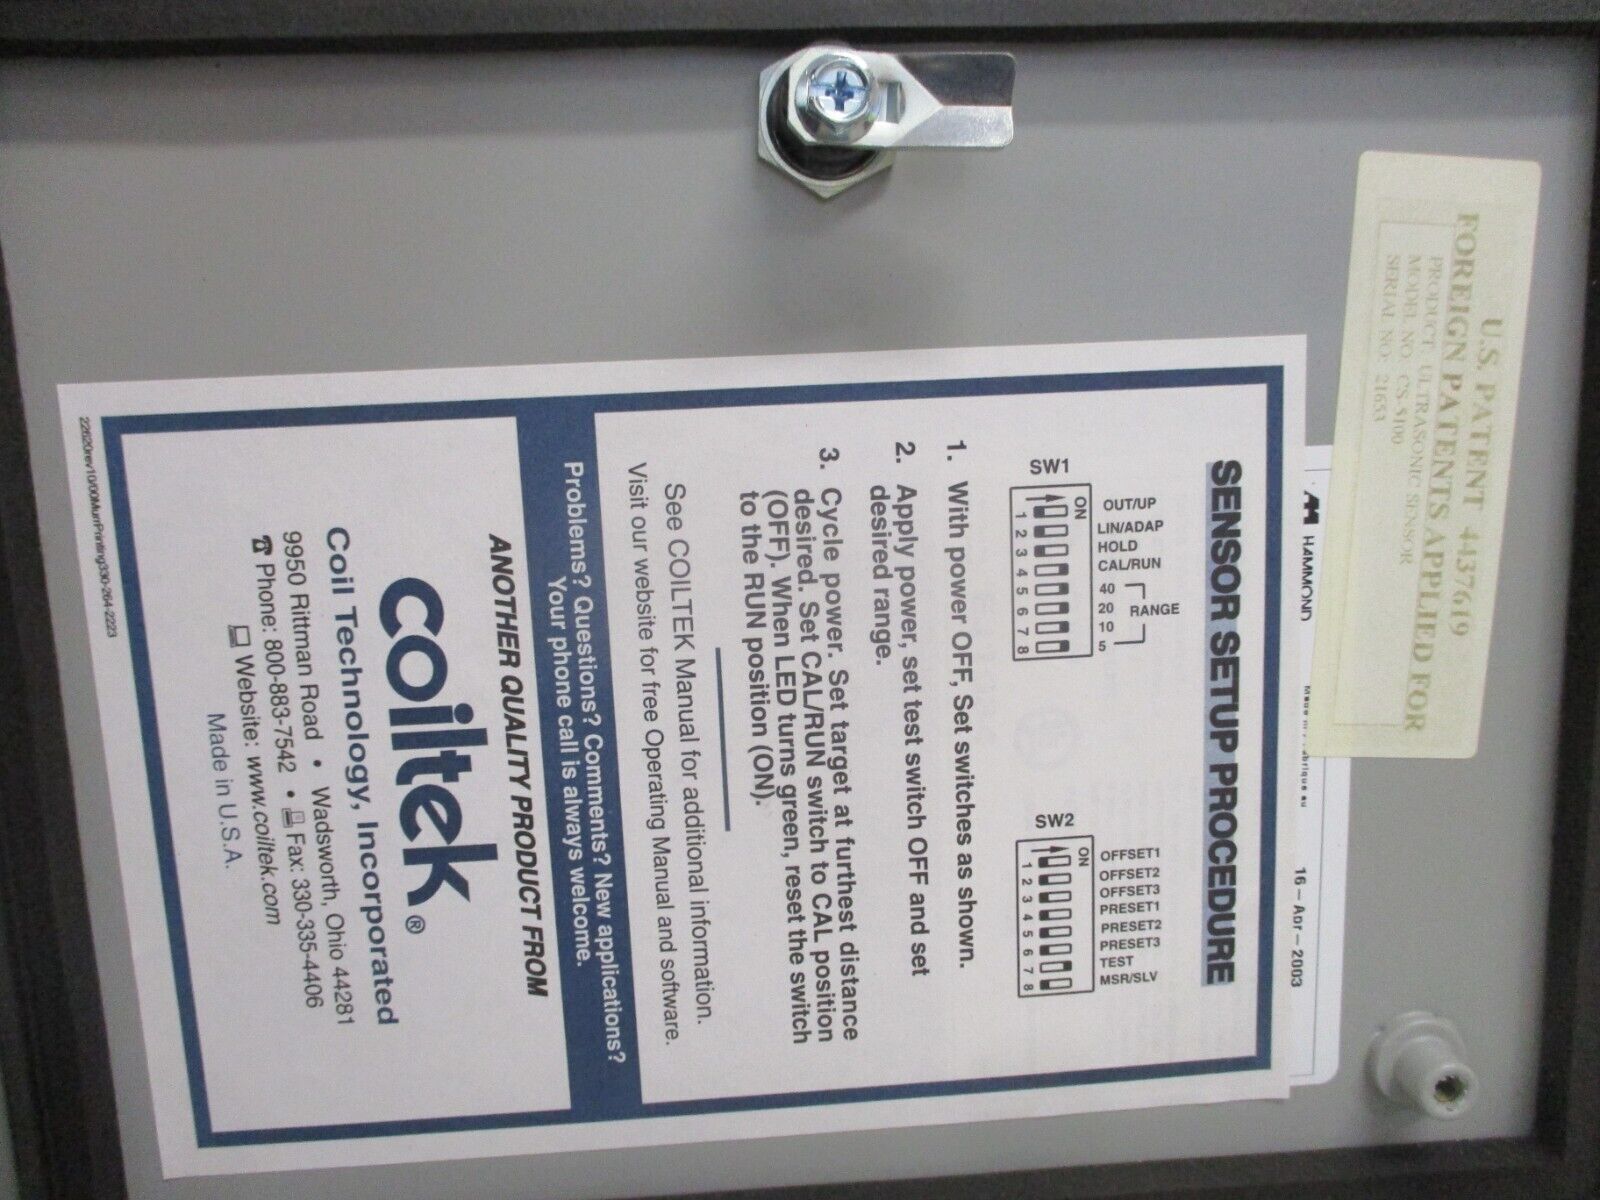 U.S. PATENT 4437619
FOREIGN PATENTS APPLIED FOR
PRODUCT: ULTRASONIC SENSOR
MODEL NO: CS-5100
SERIAL NO: 21653
HAMMOND
16-Apr-2003
SENSOR SETUP PROCEDURE
SW1
ON
1 2 3 4 5 6 7 8
OUT/UP
LIN/ADAP
HOLD
CAL/RUN
40
20
10
5
RANGE
SW2
ON
1 2 3 4 5 6 7 8
OFFSET1
OFFSET2
OFFSET3
PRESET1
PRESET2
PRESET3
TEST
MSR/SLV
1. With power OFF, Set switches as shown.
2. Apply power, set test switch OFF and set
desired range.
3. Cycle power. Set target at furthest distance
desired. Set CAL/RUN switch to CAL position
(OFF). When LED turns green, reset the switch
to the RUN position (ON).
See COILTEK Manual for additional information.
Visit our website for free Operating Manual and software.
Problems? Questions? Comments? New applications?
Your phone call is always welcome.
ANOTHER QUALITY PRODUCT FROM
coiltek®
Coil Technology, Incorporated
9950 Rittman Road • Wadsworth, Ohio 44281
☎ Phone: 800-883-7542 • Fax: 330-335-4406
Website: www.coiltek.com
Made in U.S.A.
22620rev10/00MurrPrinting330-264-2223